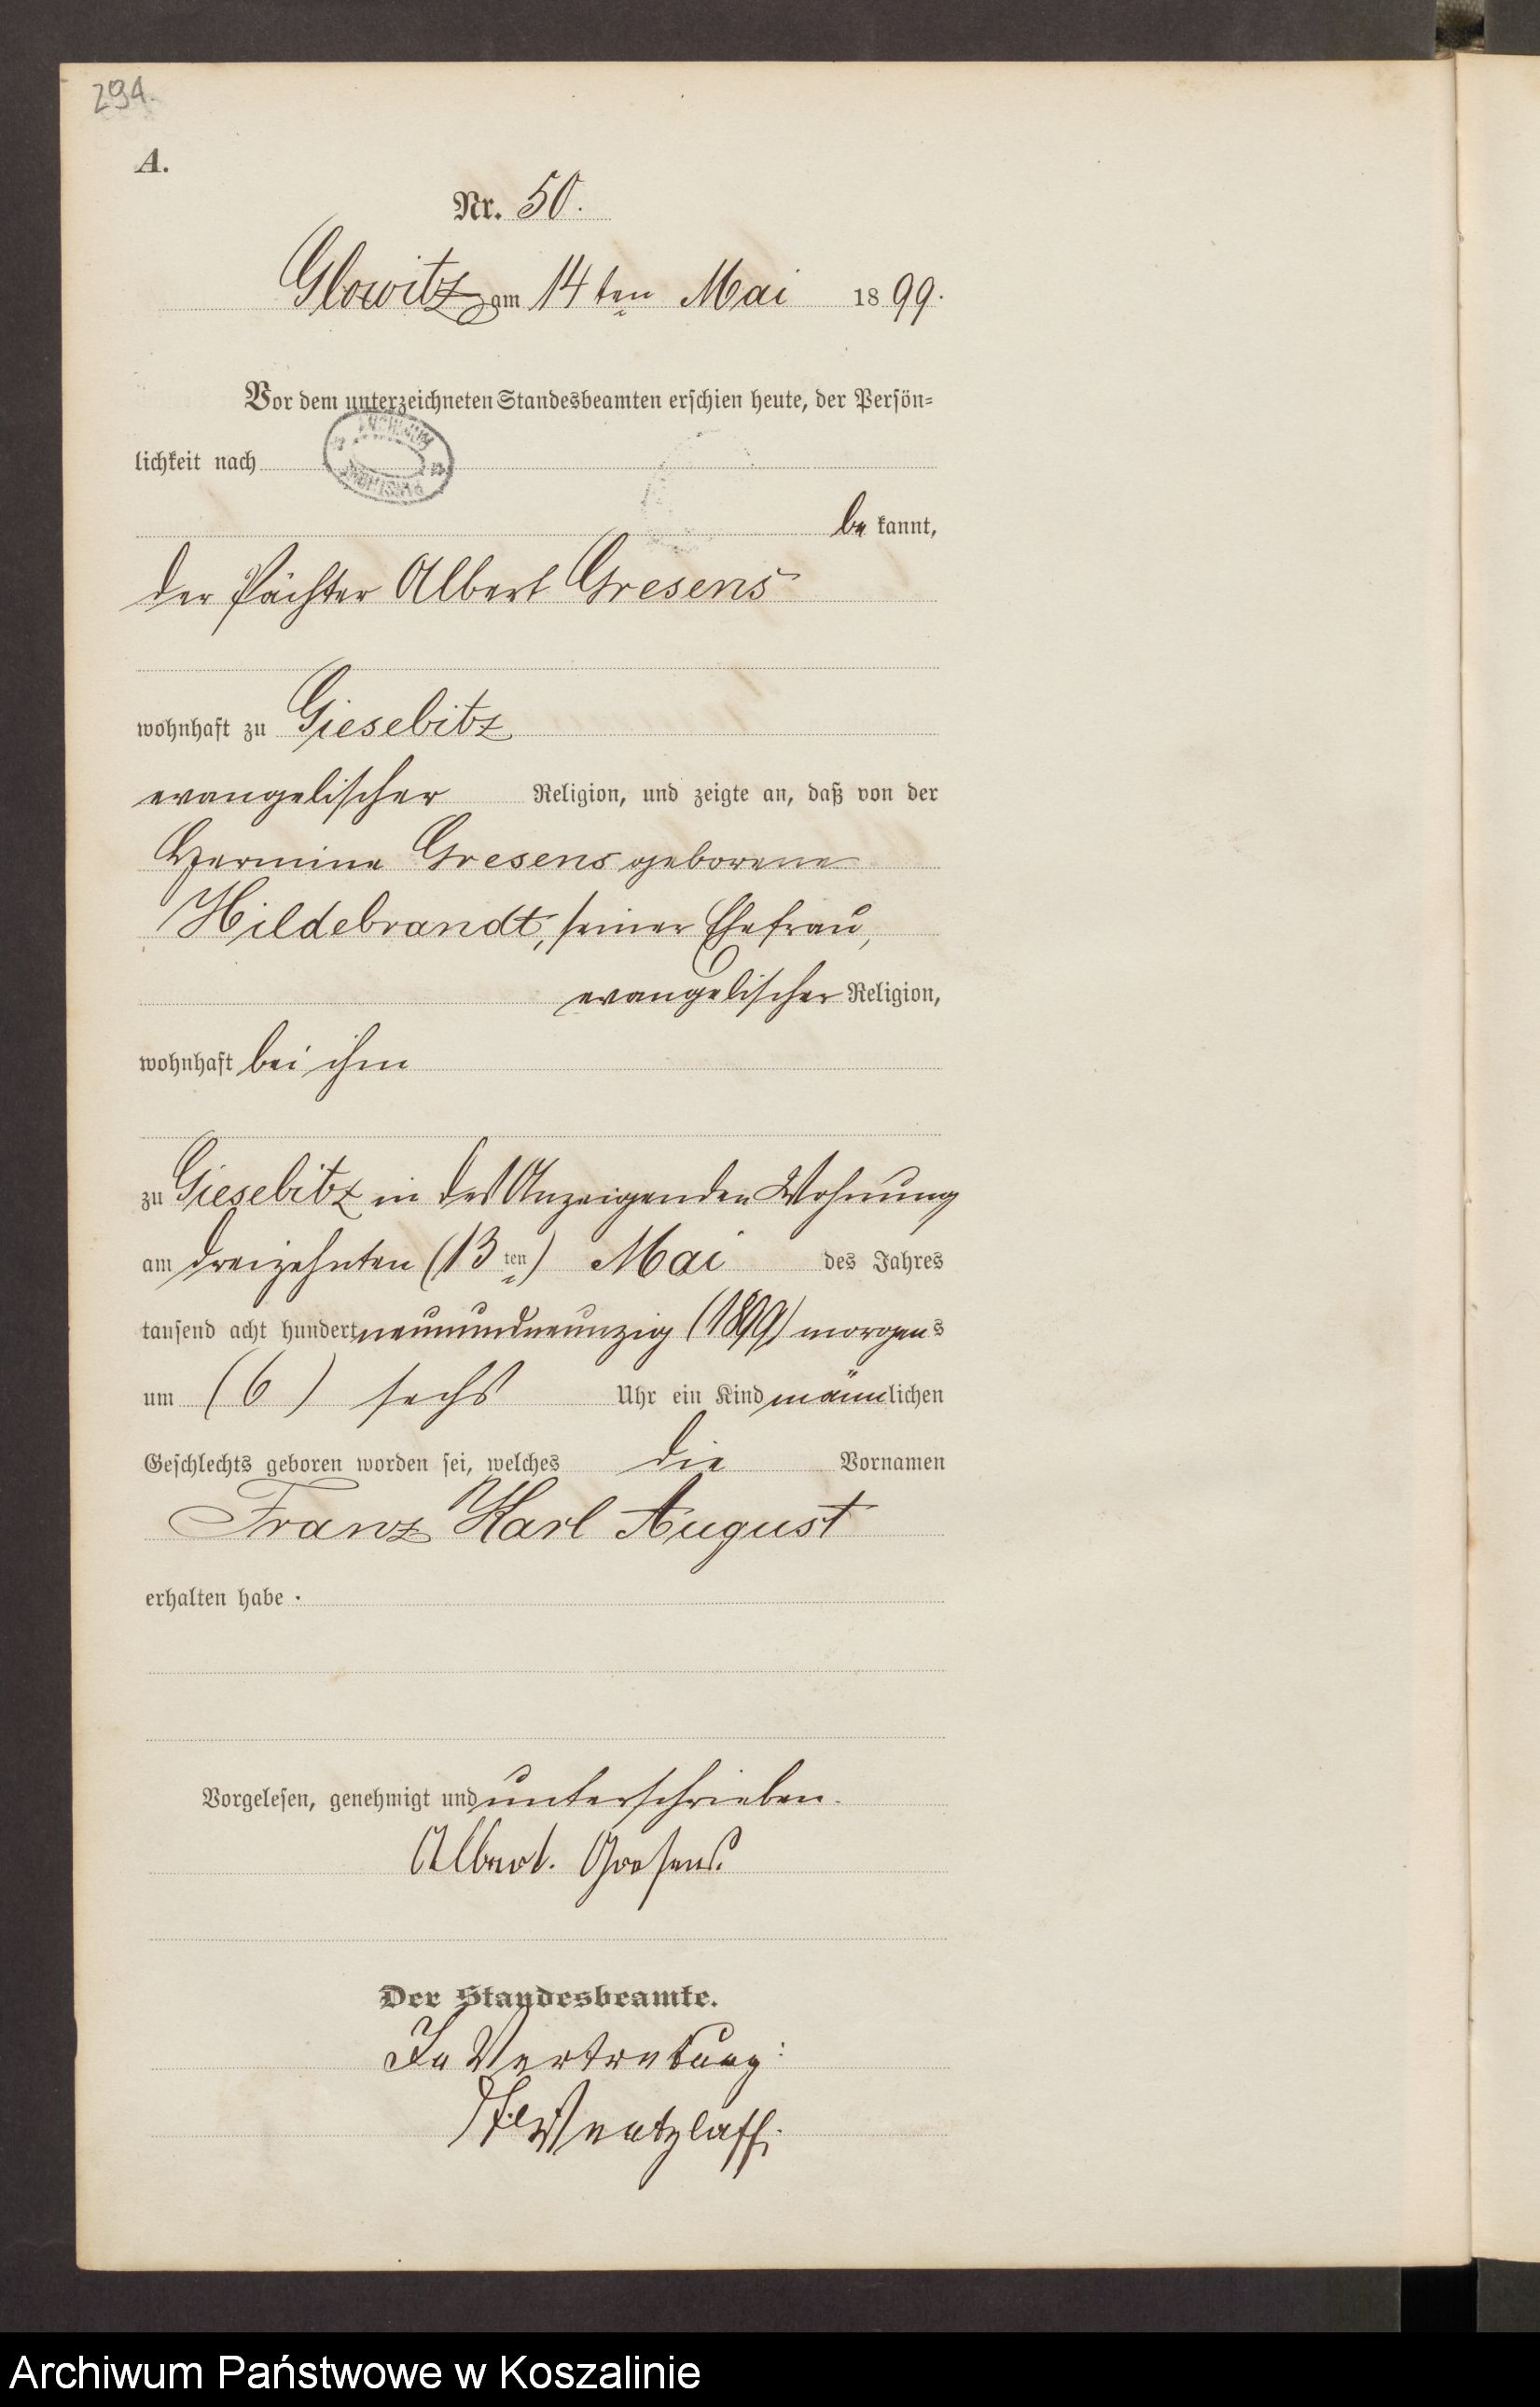 294.
A.
Nr. 50.
Glowitz am 14ten Mai 1899.
Vor dem unterzeichneten Standesbeamten erschien heute, der Persön-
lichkeit nach
be kannt,
der Pächter Albert Gresens
wohnhaft zu Giesebitz
evangelischer Religion, und zeigte an, daß von der
Hermine Gresens geborene
Hildebrandt, seiner Ehefrau,
evangelischer Religion,
wohnhaft bei ihm
zu Giesebitz in des Anzeigenden Wohnung
am dreizehnten (13ten) Mai des Jahres
tausend acht hundert neunundneunzig (1899) morgens
um (6) sechs Uhr ein Kind männlichen
Geschlechts geboren worden sei, welches die Vornamen
Franz Karl August
erhalten habe.
Vorgelesen, genehmigt und unterschrieben.
Albert. Gresens.
Der Standesbeamte.
In Vertretung:
Wentzlaff.
Archiwum Państwowe w Koszalinie